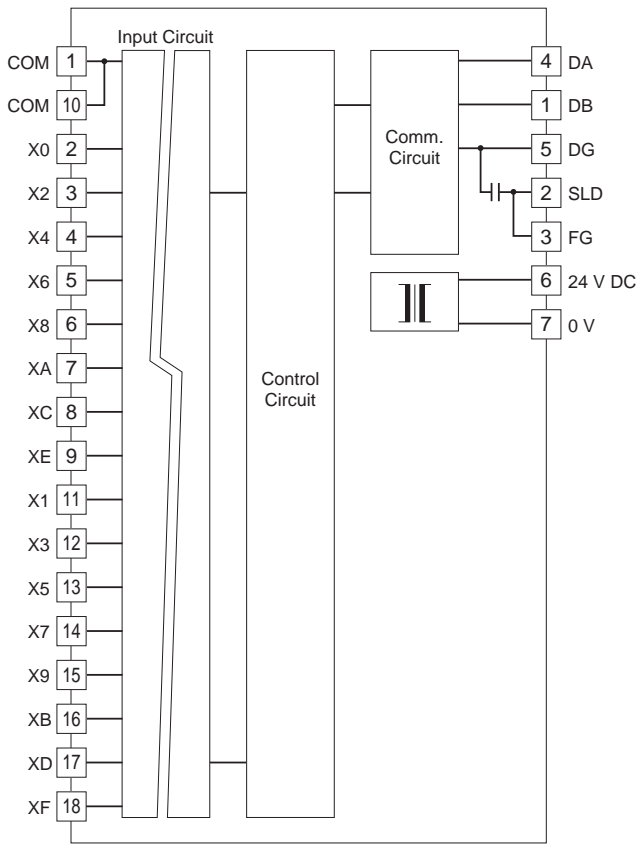 Input Circuit
COM 1
COM 10
X0 2
X2 3
X4 4
X6 5
X8 6
XA 7
XC 8
XE 9
X1 11
X3 12
X5 13
X7 14
X9 15
XB 16
XD 17
XF 18
Control
Circuit
Comm.
Circuit
4 DA
1 DB
5 DG
2 SLD
3 FG
6 24 V DC
7 0 V